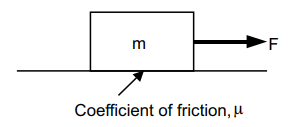 m
F
Coefficient of friction, μ